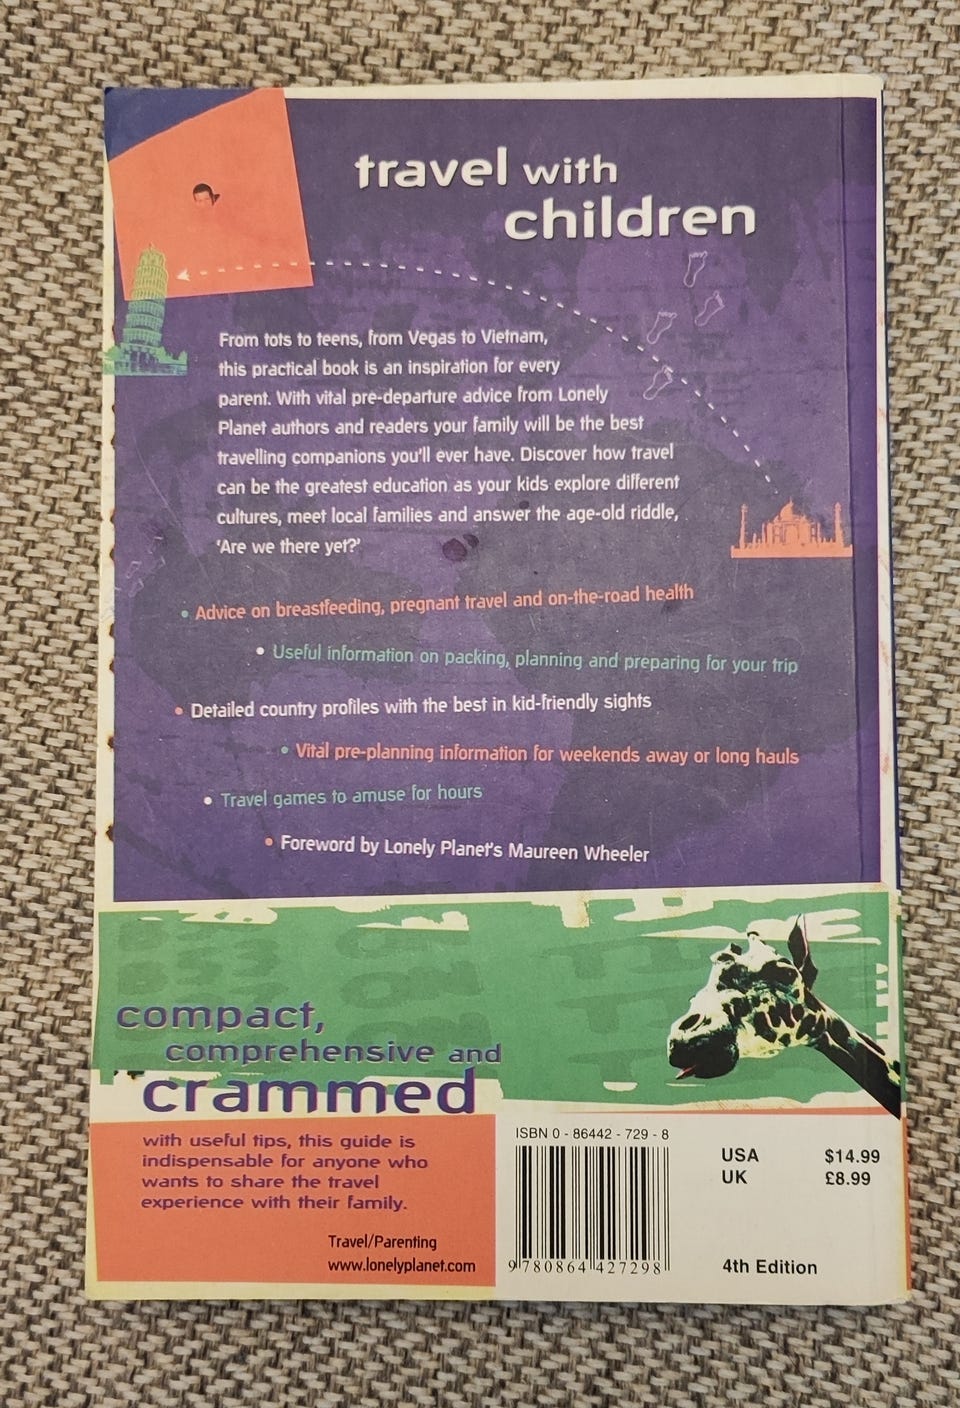 travel with
children
From tots to teens, from Vegas to Vietnam,
this practical book is an inspiration for every
parent. With vital pre-departure advice from Lonely
Planet authors and readers your family will be the best
travelling companions you'll ever have. Discover how travel
can be the greatest education as your kids explore different
cultures, meet local families and answer the age-old riddle,
'Are we there yet?'
• Advice on breastfeeding, pregnant travel and on-the-road health
• Useful information on packing, planning and preparing for your trip
• Detailed country profiles with the best in kid-friendly sights
• Vital pre-planning information for weekends away or long hauls
• Travel games to amuse for hours
• Foreword by Lonely Planet's Maureen Wheeler
compact,
comprehensive and
crammed
with useful tips, this guide is
indispensable for anyone who
wants to share the travel
experience with their family.
Travel/Parenting
www.lonelyplanet.com
ISBN 0 - 86442 - 729 - 8
9 780864 427298
USA $14.99
UK £8.99
4th Edition